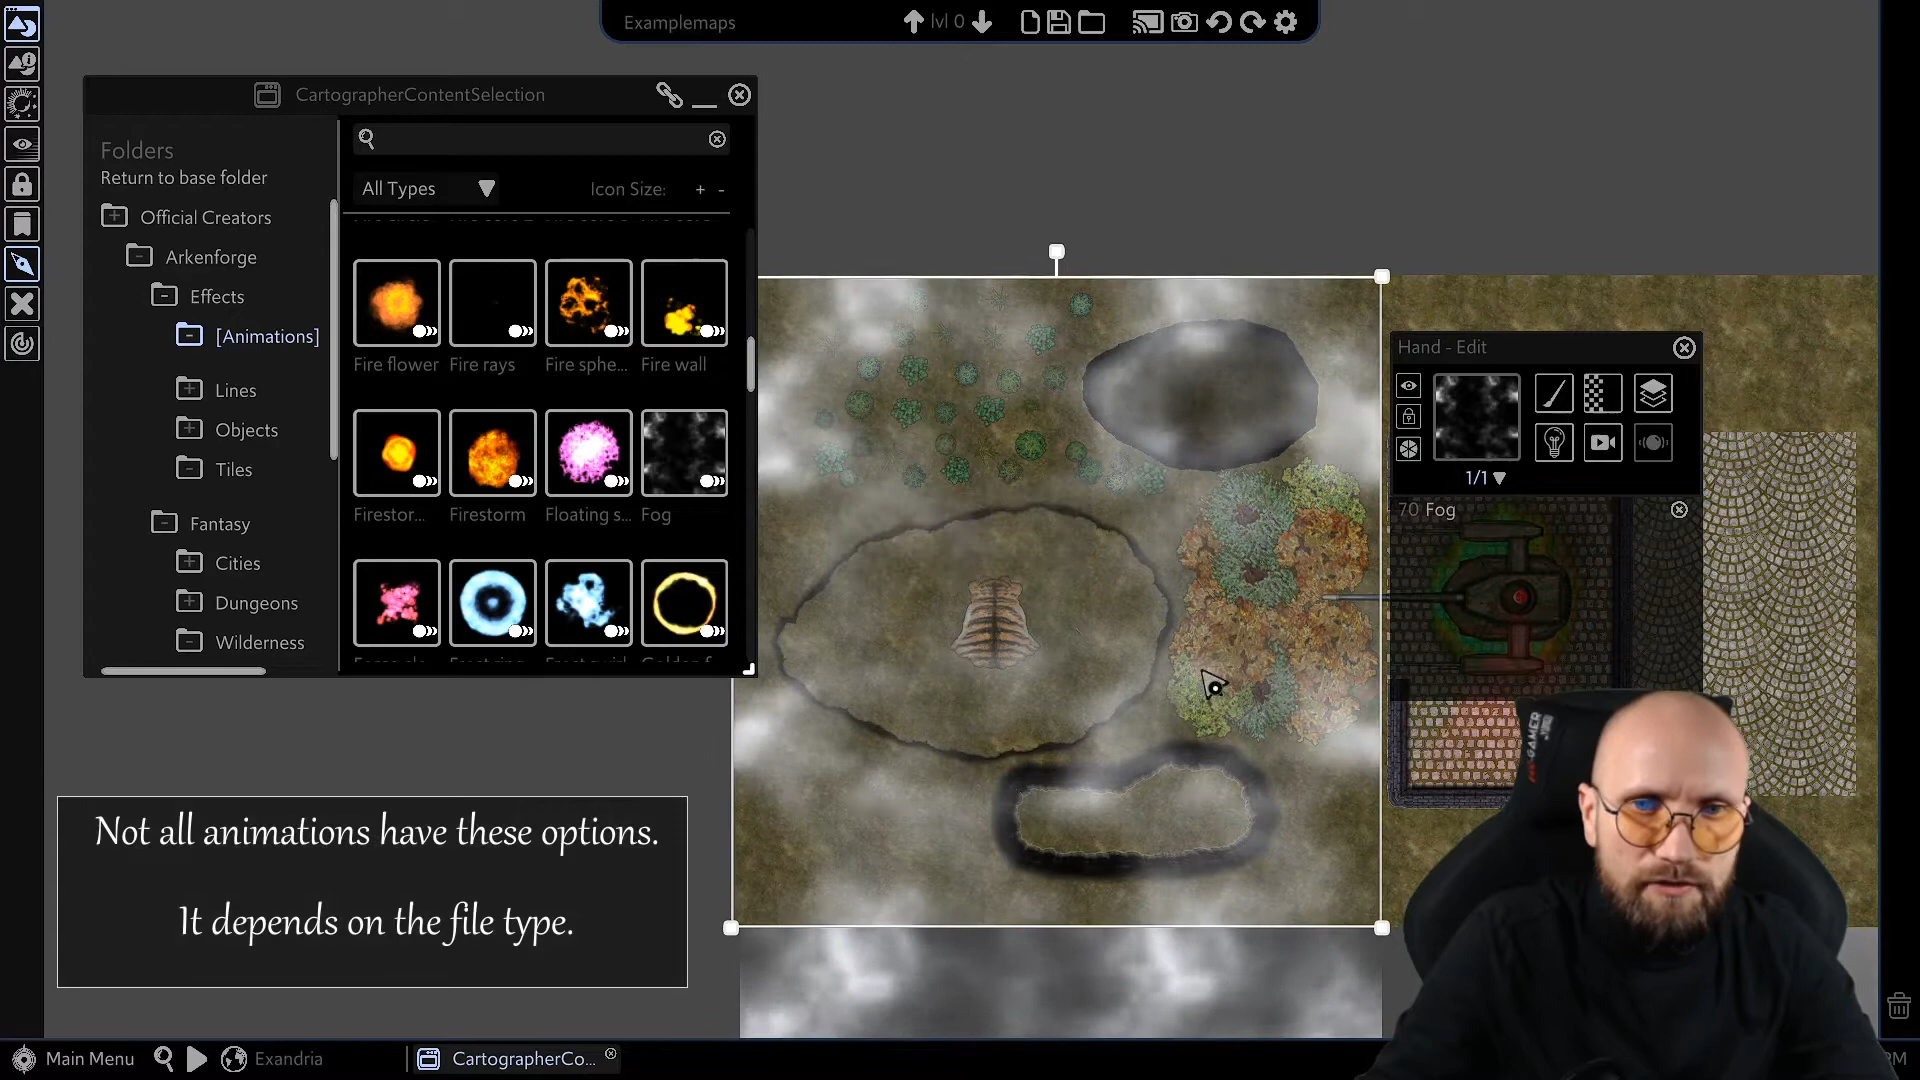 Examplemaps
lvl 0
CartographerContentSelection
Folders
Return to base folder
Official Creators
Arkenforge
Effects
[Animations]
Lines
Objects
Tiles
Fantasy
Cities
Dungeons
Wilderness
All Types
Icon Size: + -
Fire flower Fire rays Fire sphe... Fire wall
Firestor... Firestorm Floating s... Fog
Hand - Edit
1/1
70 Fog
Not all animations have these options.
It depends on the file type.
Main Menu
Exandria
CartographerCo...